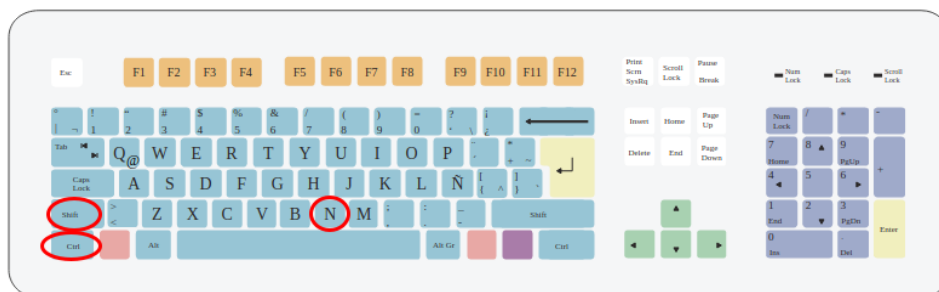 Esc F1 F2 F3 F4 F5 F6 F7 F8 F9 F10 F11 F12
Print Scrn SysRq
Scroll Lock
Pause Break
Num Lock
Caps Lock
Scroll Lock
° | ¬
! 1
" 2
# 3
$ 4
% 5
& 6
/ 7
( 8
) 9
= 0
? ' \
¡ ¿
Insert Home Page Up
Num Lock / * -
Tab Q @ W E R T Y U I O P
* + ~
Delete End Page Down
7 Home 8 9 PgUp +
Caps Lock A S D F G H J K L Ñ
[ { ^
] } `
4 5 6
Shift > < Z X C V B N M ; , : . _ - Shift
1 End 2 3 PgDn Enter
Ctrl Alt Alt Gr Ctrl
0 Ins . Del